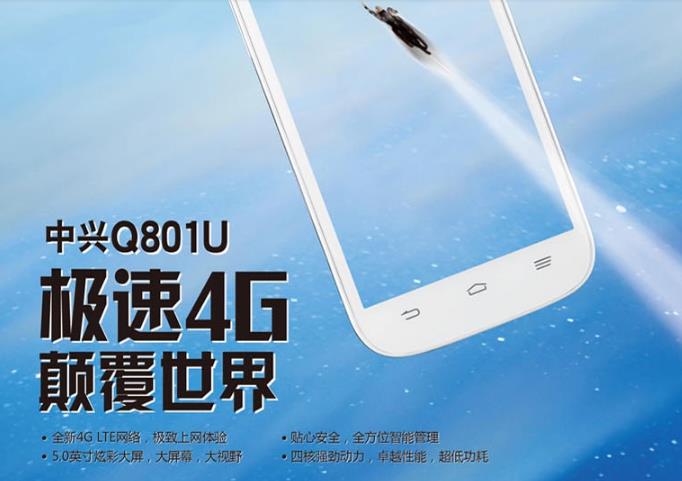 中兴Q801U
极速4G
颠覆世界
• 全新4G LTE网络，极致上网体验
• 贴心安全，全方位智能管理
• 5.0英寸炫彩大屏，大屏幕，大视野
• 四核强劲动力，卓越性能，超低功耗